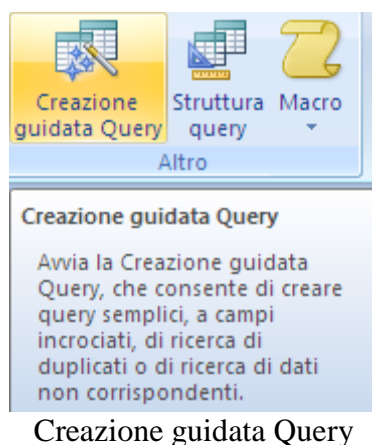 Creazione guidata Query
Struttura query
Macro
Altro
Creazione guidata Query
Avvia la Creazione guidata
Query, che consente di creare
query semplici, a campi
incrociati, di ricerca di
duplicati o di ricerca di dati
non corrispondenti.
Creazione guidata Query